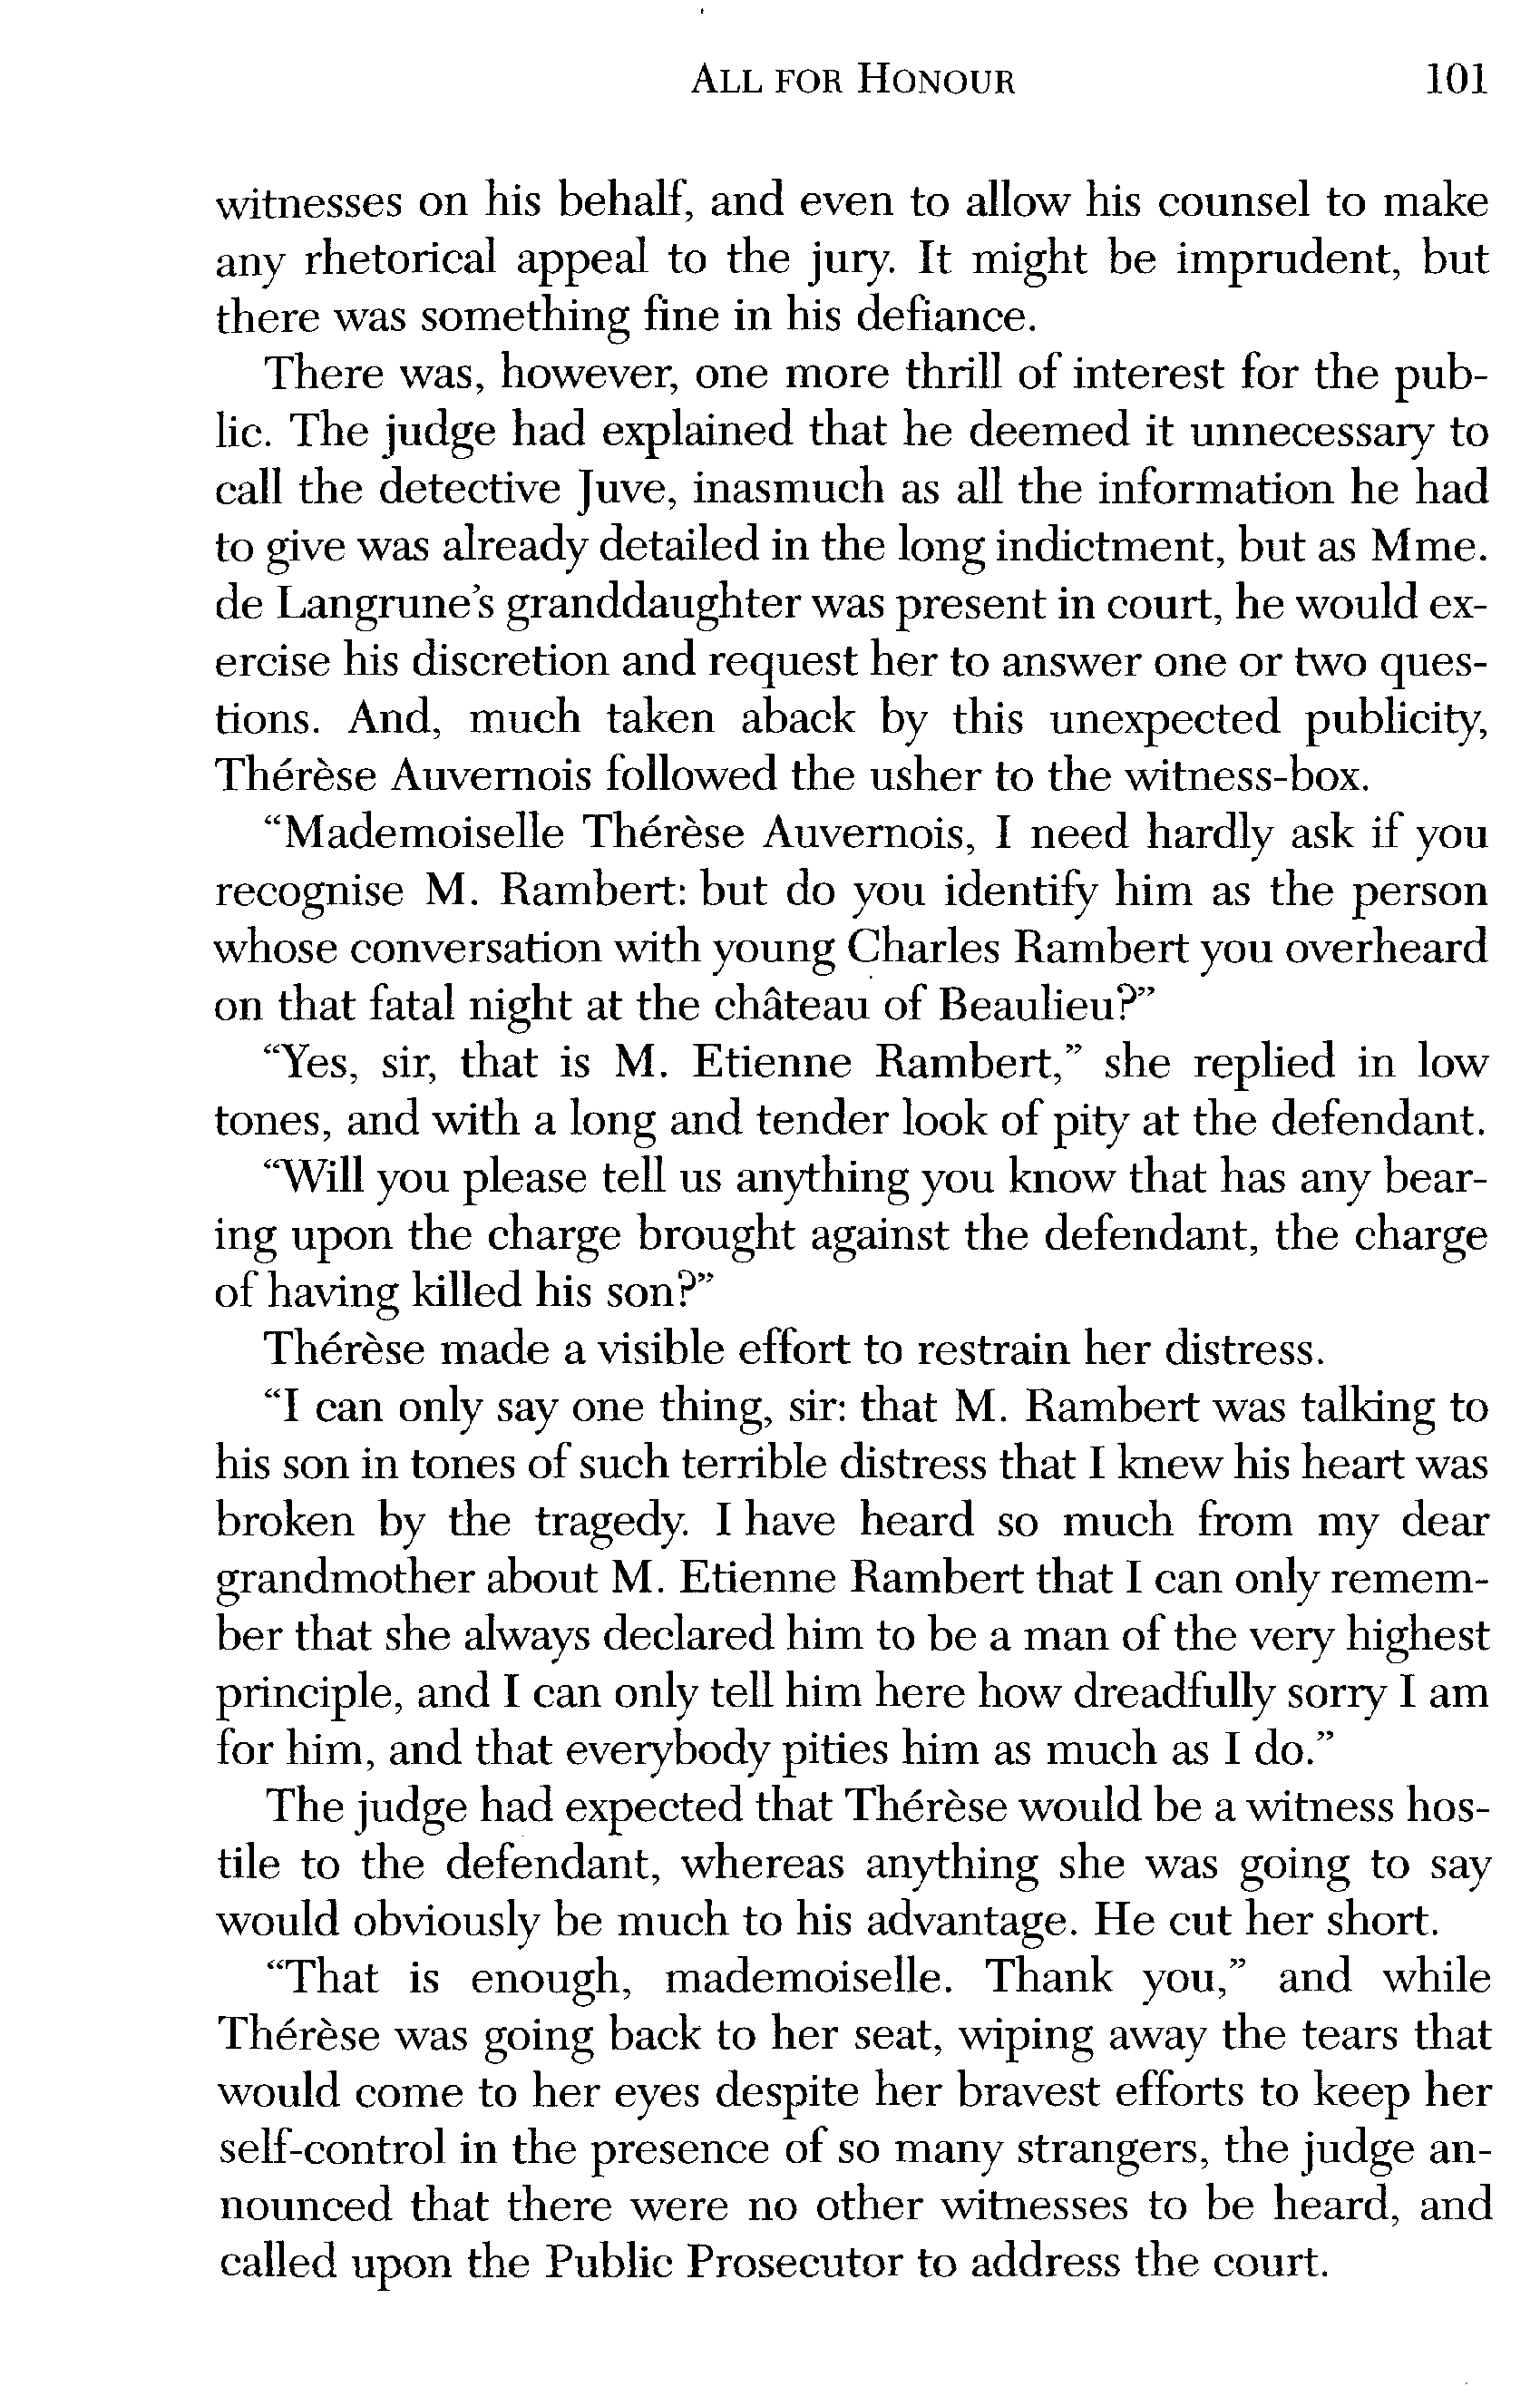 ALL FOR HONOUR 101
witnesses on his behalf, and even to allow his counsel to make
any rhetorical appeal to the jury. It might be imprudent, but
there was something fine in his defiance.
There was, however, one more thrill of interest for the pub-
lic. The judge had explained that he deemed it unnecessary to
call the detective Juve, inasmuch as all the information he had
to give was already detailed in the long indictment, but as Mme.
de Langrune's granddaughter was present in court, he would ex-
ercise his discretion and request her to answer one or two ques-
tions. And, much taken aback by this unexpected publicity,
Thérèse Auvernois followed the usher to the witness-box.
“Mademoiselle Thérèse Auvernois, I need hardly ask if you
recognise M. Rambert: but do you identify him as the person
whose conversation with young Charles Rambert you overheard
on that fatal night at the château of Beaulieu?”
“Yes, sir, that is M. Etienne Rambert,” she replied in low
tones, and with a long and tender look of pity at the defendant.
“Will you please tell us anything you know that has any bear-
ing upon the charge brought against the defendant, the charge
of having killed his son?”
Thérèse made a visible effort to restrain her distress.
“I can only say one thing, sir: that M. Rambert was talking to
his son in tones of such terrible distress that I knew his heart was
broken by the tragedy. I have heard so much from my dear
grandmother about M. Etienne Rambert that I can only remem-
ber that she always declared him to be a man of the very highest
principle, and I can only tell him here how dreadfully sorry I am
for him, and that everybody pities him as much as I do.”
The judge had expected that Thérèse would be a witness hos-
tile to the defendant, whereas anything she was going to say
would obviously be much to his advantage. He cut her short.
“That is enough, mademoiselle. Thank you,” and while
Thérèse was going back to her seat, wiping away the tears that
would come to her eyes despite her bravest efforts to keep her
self-control in the presence of so many strangers, the judge an-
nounced that there were no other witnesses to be heard, and
called upon the Public Prosecutor to address the court.